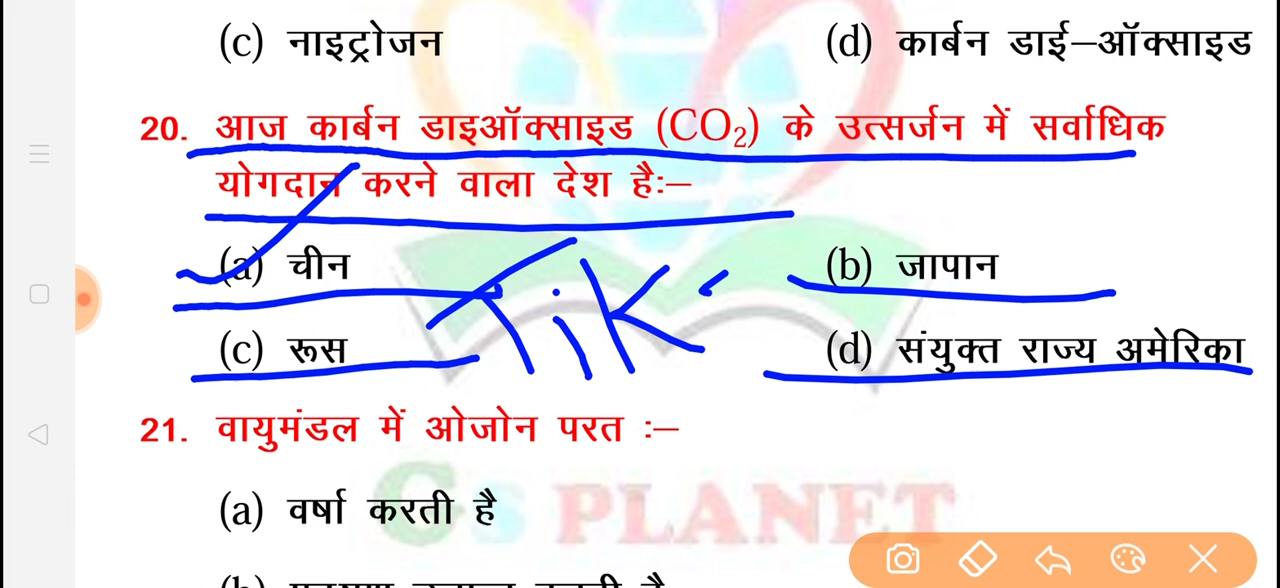 (c) नाइट्रोजन (d) कार्बन डाई–ऑक्साइड
20. आज कार्बन डाइऑक्साइड (CO₂) के उत्सर्जन में सर्वाधिक
योगदान करने वाला देश है:–
(a) चीन (b) जापान
TiK
(c) रूस (d) संयुक्त राज्य अमेरिका
21. वायुमंडल में ओजोन परत :–
GS PLANET
(a) वर्षा करती है